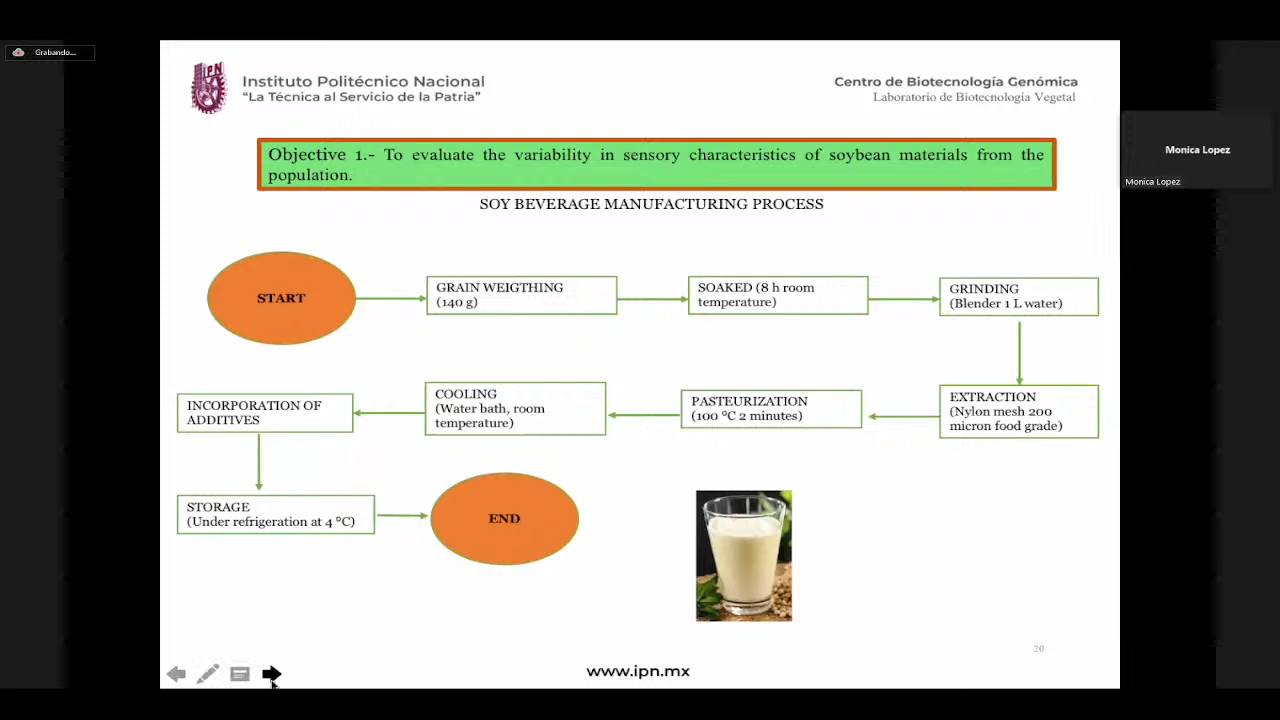 Grabando...
IPN
Instituto Politécnico Nacional
“La Técnica al Servicio de la Patria”
Centro de Biotecnología Genómica
Laboratorio de Biotecnología Vegetal
Monica Lopez
Monica Lopez
Objective 1.- To evaluate the variability in sensory characteristics of soybean materials from the
population.
SOY BEVERAGE MANUFACTURING PROCESS
START
GRAIN WEIGTHING
(140 g)
SOAKED (8 h room
temperature)
GRINDING
(Blender 1 L water)
EXTRACTION
(Nylon mesh 200
micron food grade)
PASTEURIZATION
(100 °C 2 minutes)
COOLING
(Water bath, room
temperature)
INCORPORATION OF
ADDITIVES
STORAGE
(Under refrigeration at 4 °C)
END
20
www.ipn.mx